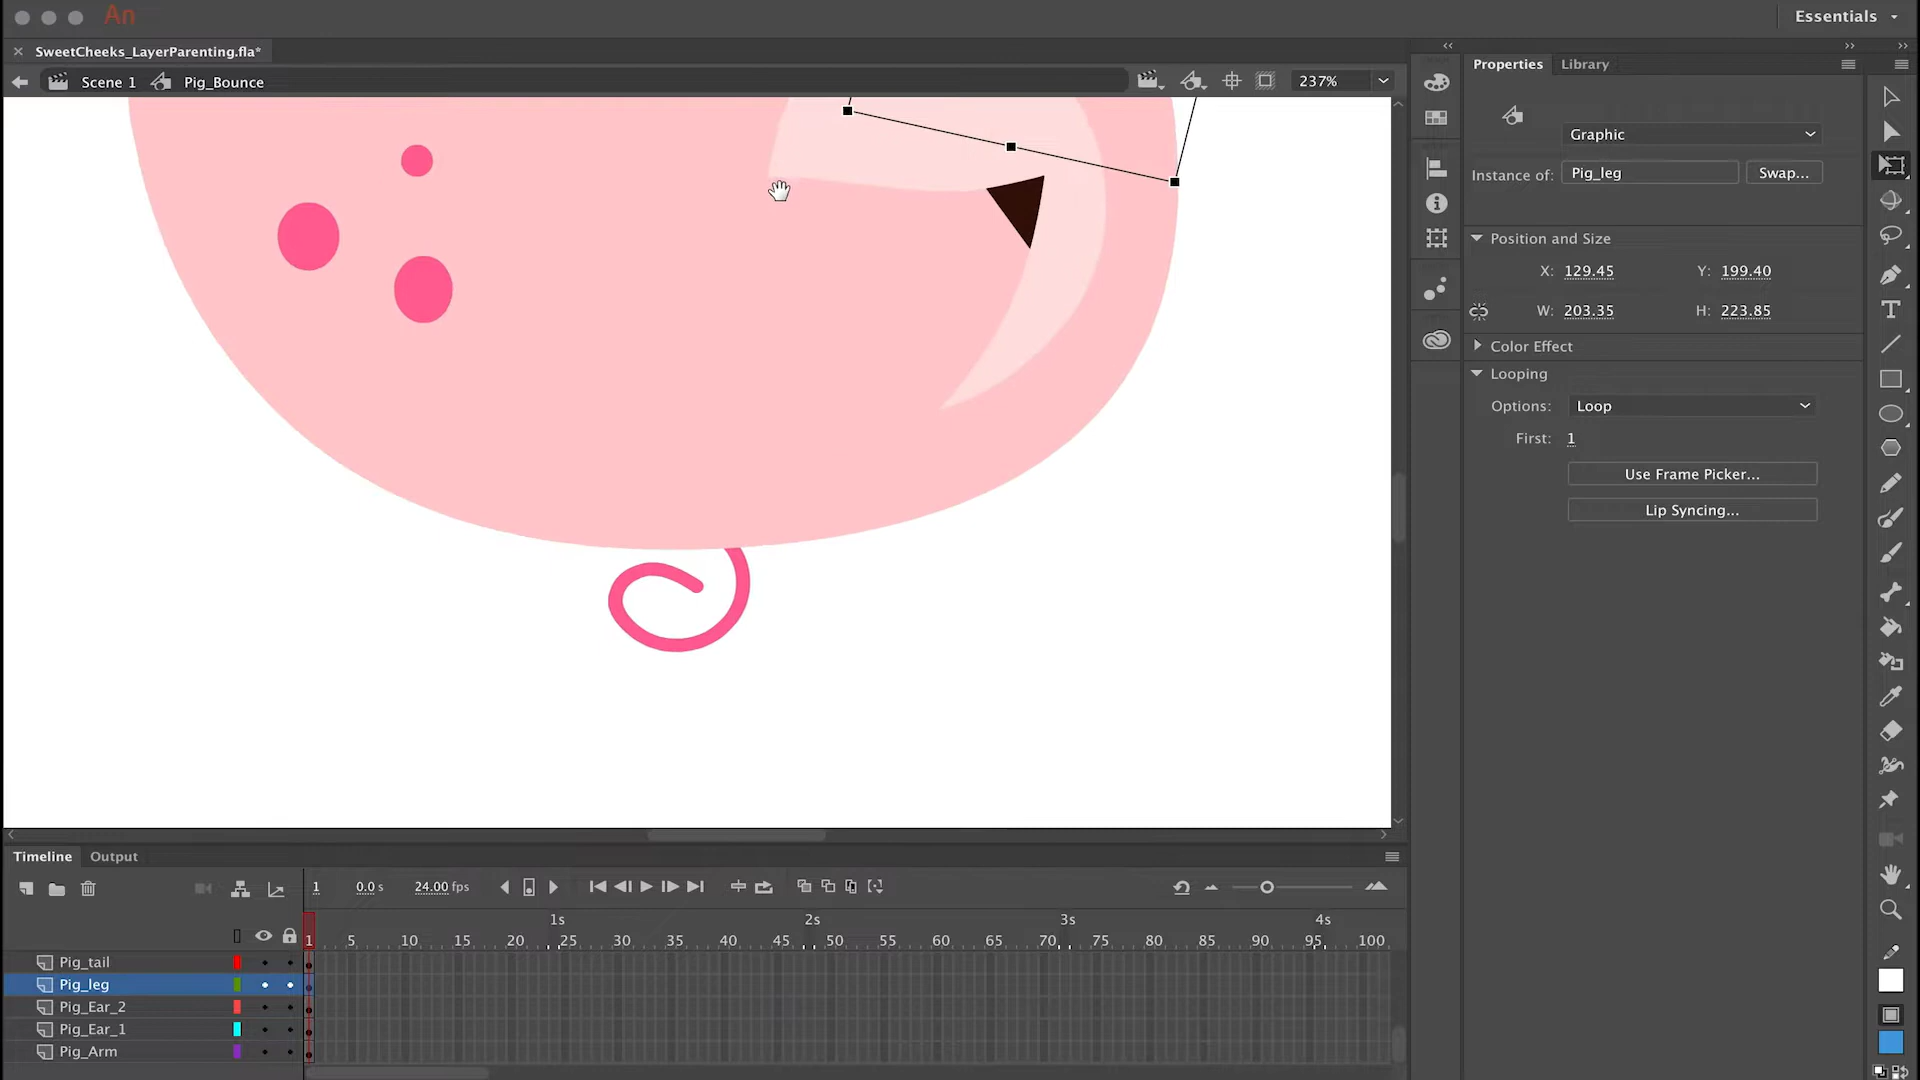 An
Essentials
SweetCheeks_LayerParenting.fla*
Scene 1
Pig_Bounce
237%
Properties
Library
Graphic
Instance of:
Pig_leg
Swap...
Position and Size
X: 129.45
Y: 199.40
W: 203.35
H: 223.85
Color Effect
Looping
Options:
Loop
First: 1
Use Frame Picker...
Lip Syncing...
Timeline
Output
1
0.0 s
24.00 fps
1s 2s 3s 4s
1 5 10 15 20 25 30 35 40 45 50 55 60 65 70 75 80 85 90 95 100
Pig_tail
Pig_leg
Pig_Ear_2
Pig_Ear_1
Pig_Arm